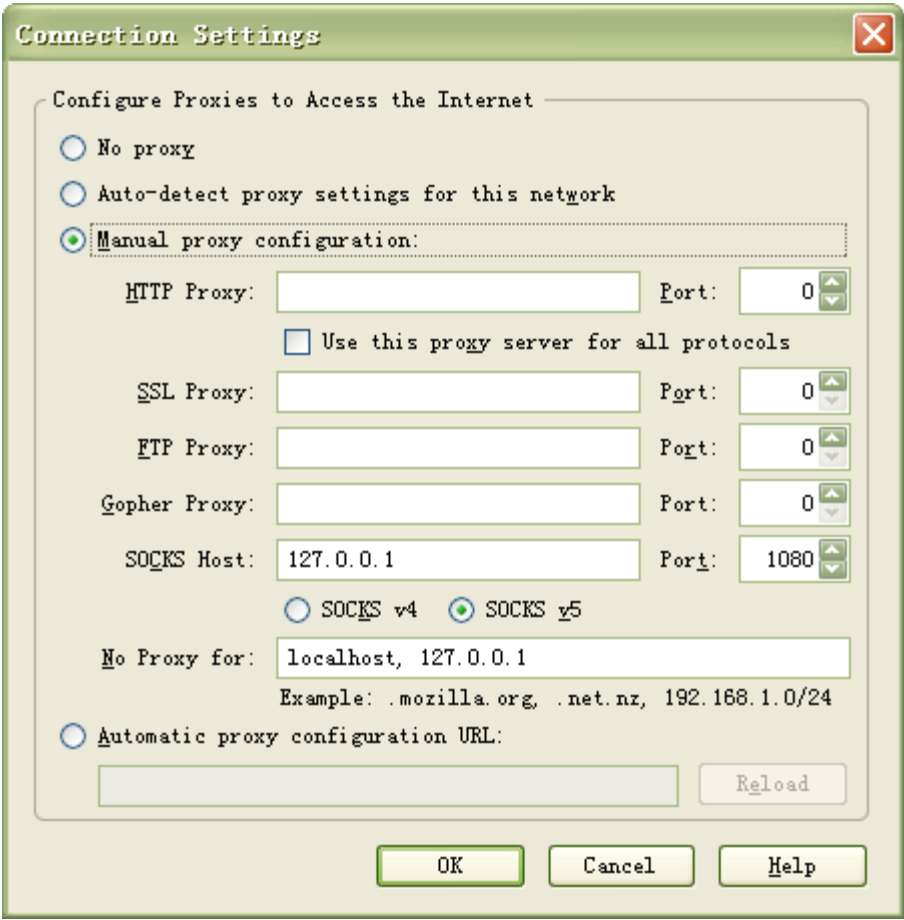 Connection Settings
Configure Proxies to Access the Internet
No proxy
Auto-detect proxy settings for this network
Manual proxy configuration:
HTTP Proxy: Port: 0
Use this proxy server for all protocols
SSL Proxy: Port: 0
FTP Proxy: Port: 0
Gopher Proxy: Port: 0
SOCKS Host: 127.0.0.1 Port: 1080
SOCKS v4 SOCKS v5
No Proxy for: localhost, 127.0.0.1
Example: .mozilla.org, .net.nz, 192.168.1.0/24
Automatic proxy configuration URL:
Reload
OK Cancel Help